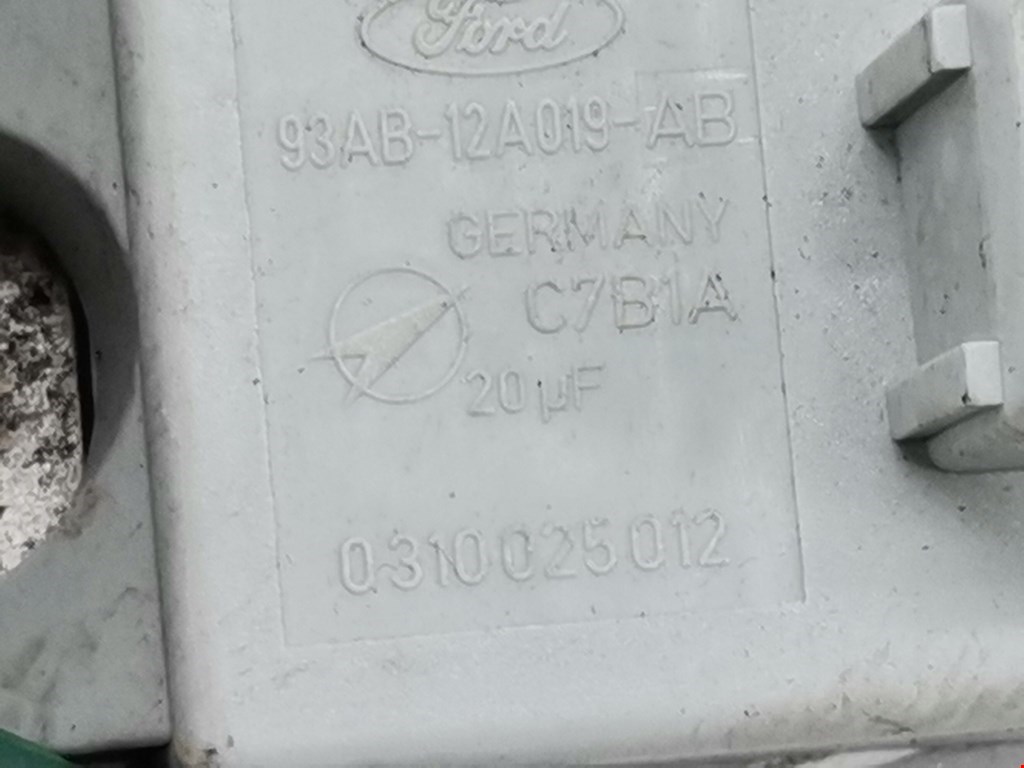 Ford
93AB-12A019-AB
GERMANY
C7B1A
20 µF
0310025012